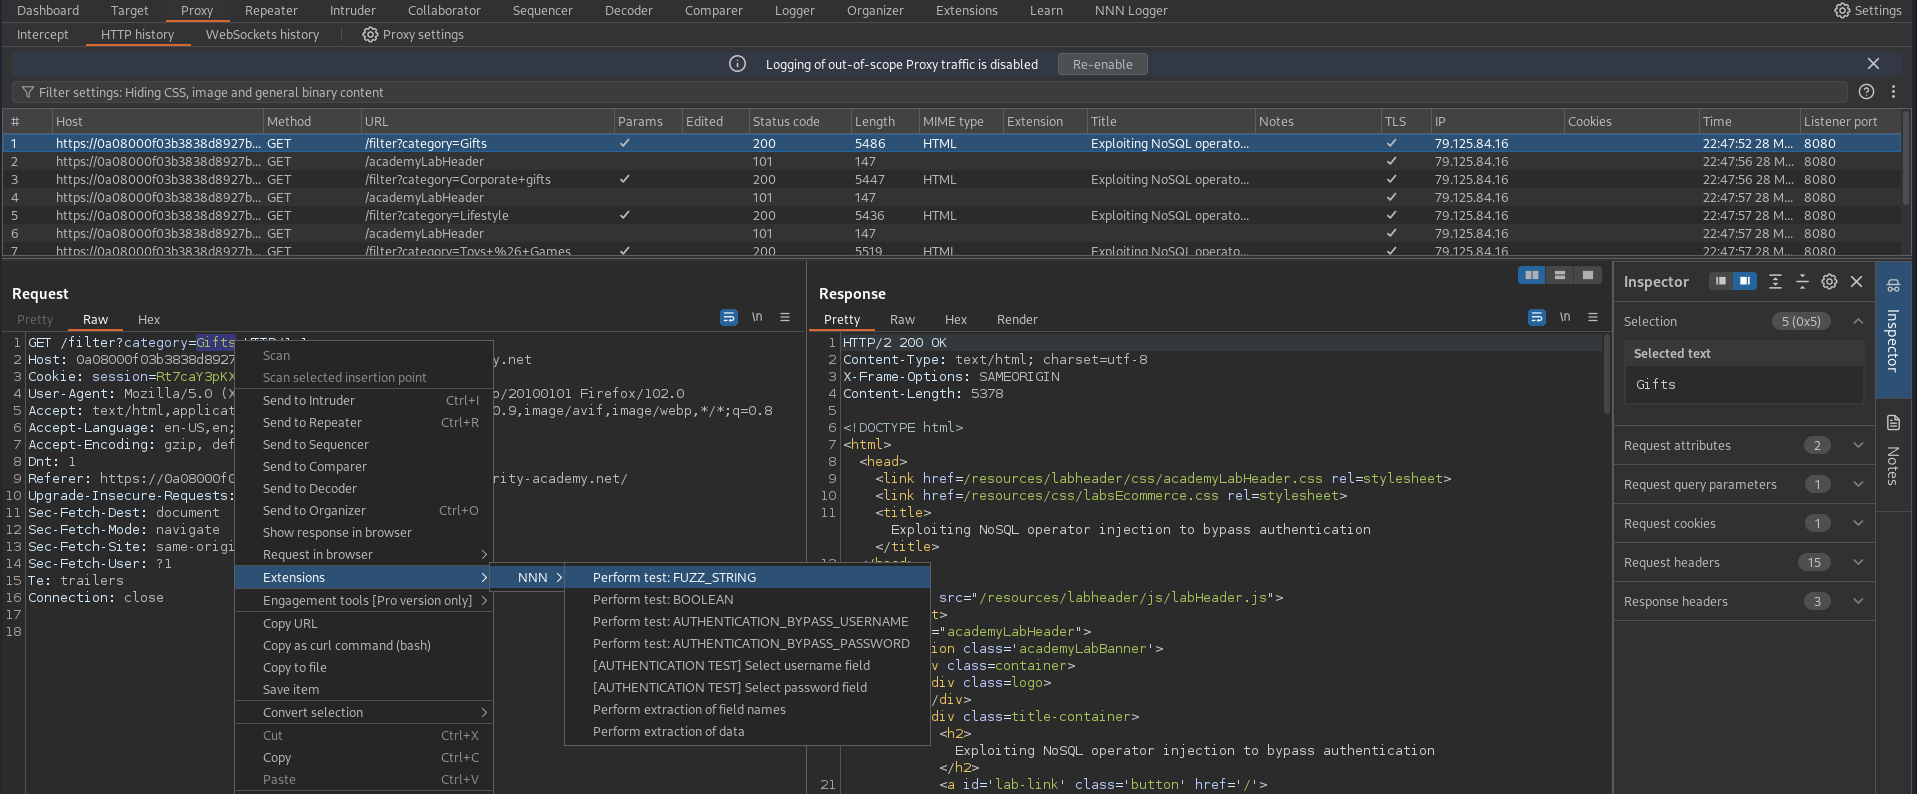 Dashboard Target Proxy Repeater Intruder Collaborator Sequencer Decoder Comparer Logger Organizer Extensions Learn NNN Logger Settings
Intercept HTTP history WebSockets history Proxy settings
Logging of out-of-scope Proxy traffic is disabled Re-enable
Filter settings: Hiding CSS, image and general binary content
# Host Method URL Params Edited Status code Length MIME type Extension Title Notes TLS IP Cookies Time Listener port
1 https://0a08000f03b3838d8927b... GET /filter?category=Gifts ✓ 200 5486 HTML Exploiting NoSQL operato... ✓ 79.125.84.16 22:47:52 28 M... 8080
2 https://0a08000f03b3838d8927b... GET /academyLabHeader 101 147 ✓ 79.125.84.16 22:47:56 28 M... 8080
3 https://0a08000f03b3838d8927b... GET /filter?category=Corporate+gifts ✓ 200 5447 HTML Exploiting NoSQL operato... ✓ 79.125.84.16 22:47:56 28 M... 8080
4 https://0a08000f03b3838d8927b... GET /academyLabHeader 101 147 ✓ 79.125.84.16 22:47:57 28 M... 8080
5 https://0a08000f03b3838d8927b... GET /filter?category=Lifestyle ✓ 200 5436 HTML Exploiting NoSQL operato... ✓ 79.125.84.16 22:47:57 28 M... 8080
6 https://0a08000f03b3838d8927b... GET /academyLabHeader 101 147 ✓ 79.125.84.16 22:47:57 28 M... 8080
7 https://0a08000f03b3838d8927b... GET /filter?category=Toys+%26+Games ✓ 200 5519 HTML Exploiting NoSQL operato... ✓ 79.125.84.16 22:47:57 28 M... 8080
Request
Pretty Raw Hex \n
1 GET /filter?category=Gifts
2 Host: 0a08000f03b3838d8927 y.net
3 Cookie: session=Rt7caY3pKX
4 User-Agent: Mozilla/5.0 (X o/20100101 Firefox/102.0
5 Accept: text/html,applicat 0.9,image/avif,image/webp,*/*;q=0.8
6 Accept-Language: en-US,en;
7 Accept-Encoding: gzip, def
8 Dnt: 1
9 Referer: https://0a08000f0 rity-academy.net/
10 Upgrade-Insecure-Requests:
11 Sec-Fetch-Dest: document
12 Sec-Fetch-Mode: navigate
13 Sec-Fetch-Site: same-origi
14 Sec-Fetch-User: ?1
15 Te: trailers
16 Connection: close
17
18
Scan
Scan selected insertion point
Send to Intruder Ctrl+I
Send to Repeater Ctrl+R
Send to Sequencer
Send to Comparer
Send to Decoder
Send to Organizer Ctrl+O
Show response in browser
Request in browser
Extensions
Engagement tools [Pro version only]
Copy URL
Copy as curl command (bash)
Copy to file
Save item
Convert selection
Cut Ctrl+X
Copy Ctrl+C
Paste Ctrl+V
NNN
Perform test: FUZZ_STRING
Perform test: BOOLEAN
Perform test: AUTHENTICATION_BYPASS_USERNAME
Perform test: AUTHENTICATION_BYPASS_PASSWORD
[AUTHENTICATION TEST] Select username field
[AUTHENTICATION TEST] Select password field
Perform extraction of field names
Perform extraction of data
Response
Pretty Raw Hex Render \n
1 HTTP/2 200 OK
2 Content-Type: text/html; charset=utf-8
3 X-Frame-Options: SAMEORIGIN
4 Content-Length: 5378
5
6 <!DOCTYPE html>
7 <html>
8 <head>
9 <link href=/resources/labheader/css/academyLabHeader.css rel=stylesheet>
10 <link href=/resources/css/labsEcommerce.css rel=stylesheet>
11 <title>
Exploiting NoSQL operator injection to bypass authentication
</title>
12 </head>
src="/resources/labheader/js/labHeader.js">
t>
="academyLabHeader">
ion class='academyLabBanner'>
v class=container>
div class=logo>
/div>
div class=title-container>
<h2>
Exploiting NoSQL operator injection to bypass authentication
</h2>
21 <a id='lab-link' class='button' href='/'>
Inspector
Selection 5 (0x5)
Selected text
Gifts
Request attributes 2
Request query parameters 1
Request cookies 1
Request headers 15
Response headers 3
Inspector
Notes